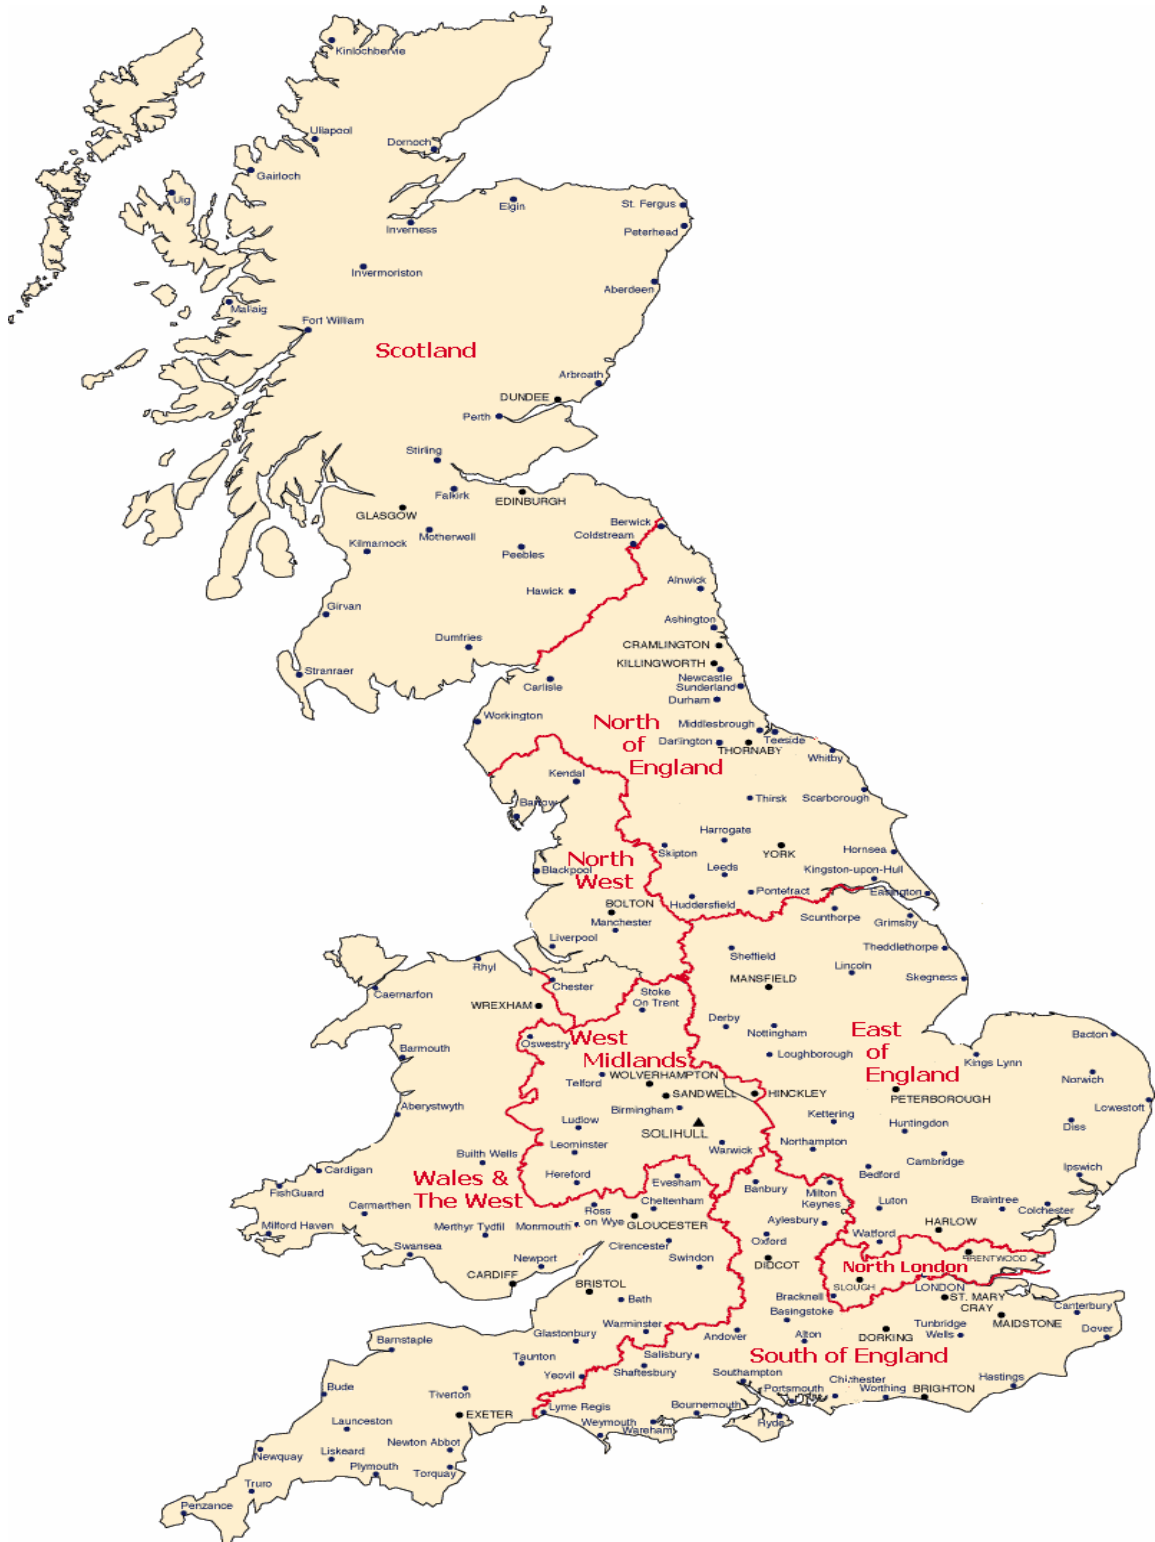 Kinlochbervie
Ullapool
Dornoch
Gairloch
Uig
Elgin
St. Fergus
Inverness
Peterhead
Invermoriston
Aberdeen
Mallaig
Fort William
Scotland
Arbroath
DUNDEE
Perth
Stirling
Falkirk
EDINBURGH
GLASGOW
Berwick
Motherwell
Coldstream
Kilmarnock
Peebles
Alnwick
Hawick
Girvan
Ashington
Dumfries
CRAMLINGTON
KILLINGWORTH
Stranraer
Newcastle
Carlisle
Sunderland
Durham
Workington
North
of
England
Middlesbrough
Darlington
Teeside
THORNABY
Whitby
Kendal
Barrow
Thirsk
Scarborough
Harrogate
Skipton
YORK
Hornsea
North
West
Blackpool
Leeds
Kingston-upon-Hull
Pontefract
Easington
BOLTON
Huddersfield
Scunthorpe
Grimsby
Manchester
Liverpool
Sheffield
Theddlethorpe
Rhyl
Lincoln
MANSFIELD
Skegness
Caernarfon
Chester
Stoke
On Trent
WREXHAM
Derby
Nottingham
East
of
England
Bacton
Oswestry
West
Midlands
Barmouth
Loughborough
Kings Lynn
Telford
WOLVERHAMPTON
Norwich
SANDWELL
HINCKLEY
PETERBOROUGH
Aberystwyth
Birmingham
Lowestoft
Ludlow
Kettering
Huntingdon
Diss
SOLIHULL
Leominster
Warwick
Northampton
Builth Wells
Cambridge
Cardigan
Wales &
The West
Hereford
Bedford
Ipswich
Evesham
FishGuard
Banbury
Milton
Keynes
Carmarthen
Cheltenham
Luton
Braintree
Ross
on Wye
Colchester
Milford Haven
Merthyr Tydfil
Monmouth
GLOUCESTER
Aylesbury
HARLOW
Swansea
Cirencester
Oxford
Watford
Newport
Swindon
DIDCOT
North London
BRENTWOOD
CARDIFF
BRISTOL
SLOUGH
LONDON
Bath
Bracknell
ST. MARY
CRAY
Canterbury
Basingstoke
MAIDSTONE
Warminster
Tunbridge
Wells
Barnstaple
Glastonbury
Andover
Alton
DORKING
Dover
Taunton
Salisbury
South of England
Yeovil
Shaftesbury
Southampton
Chichester
Hastings
Bude
Tiverton
Portsmouth
Worthing
BRIGHTON
Lyme Regis
Bournemouth
EXETER
Launceston
Weymouth
Wareham
Ryde
Newton Abbot
Newquay
Liskeard
Plymouth
Torquay
Truro
Penzance